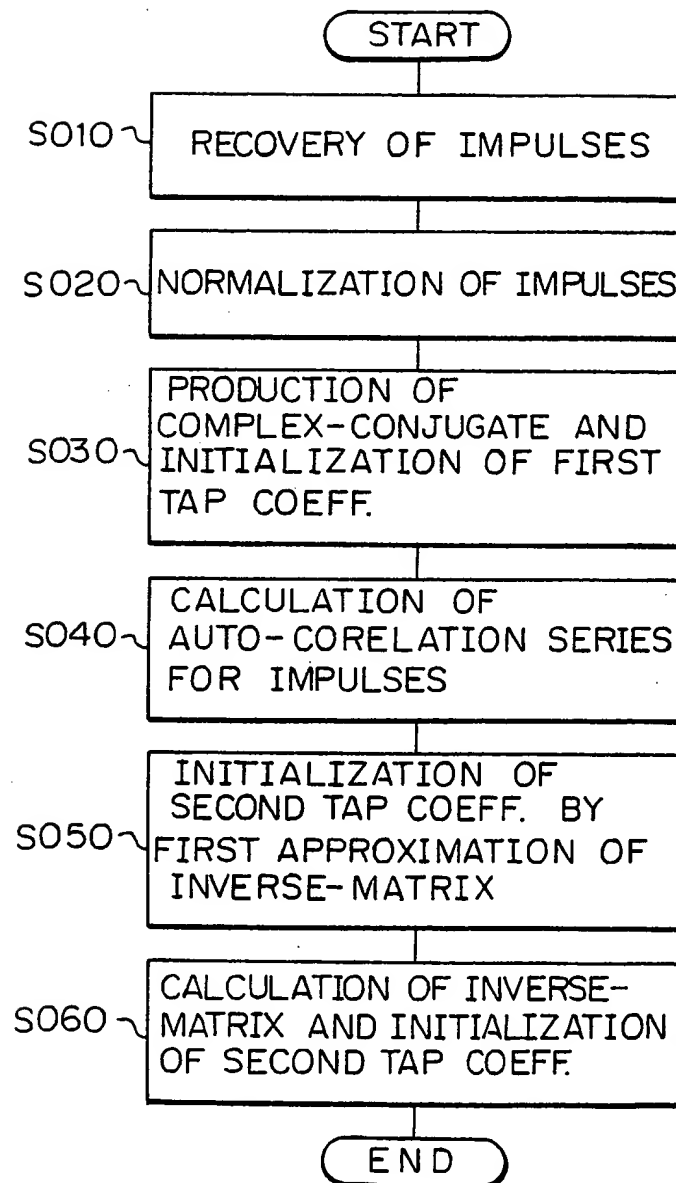 START
S010
RECOVERY OF IMPULSES
S020
NORMALIZATION OF IMPULSES
S030
PRODUCTION OF
COMPLEX-CONJUGATE AND
INITIALIZATION OF FIRST
TAP COEFF.
S040
CALCULATION OF
AUTO-CORELATION SERIES
FOR IMPULSES
S050
INITIALIZATION OF
SECOND TAP COEFF. BY
FIRST APPROXIMATION OF
INVERSE-MATRIX
S060
CALCULATION OF INVERSE-
MATRIX AND INITIALIZATION
OF SECOND TAP COEFF.
END